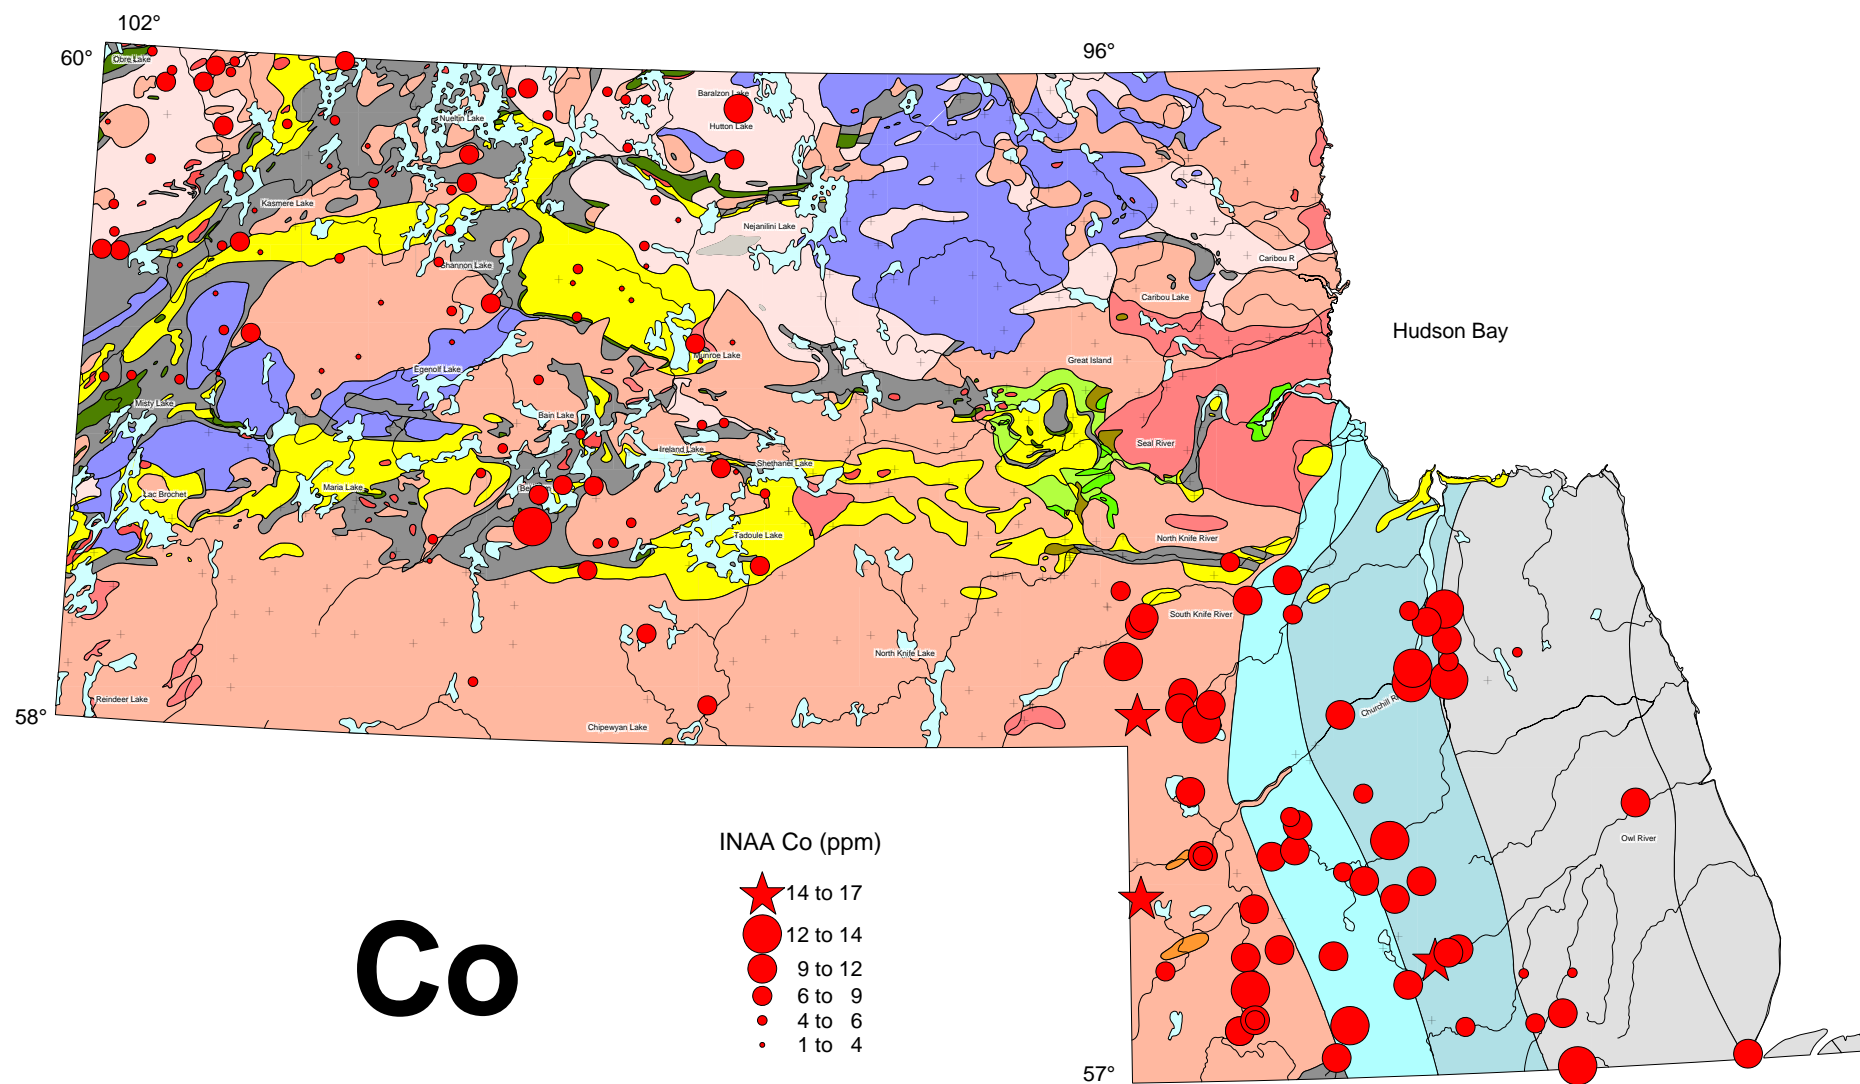 102°
96°
60°
Obre Lake
Baralzon Lake
Nueltin Lake
Hutton Lake
Kasmere Lake
Nejanilini Lake
Caribou R
Shannon Lake
Caribou Lake
Hudson Bay
Munroe Lake
Great Island
Egenolf Lake
Misty Lake
Bain Lake
Seal River
Ireland Lake
Shethanei Lake
Maria Lake
Lac Brochet
Tadoule Lake
North Knife River
South Knife River
North Knife Lake
Reindeer Lake
Churchill R
58°
Chipewyan Lake
INAA Co (ppm)
Owl River
14 to 17
12 to 14
9 to 12
6 to 9
4 to 6
1 to 4
Co
57°